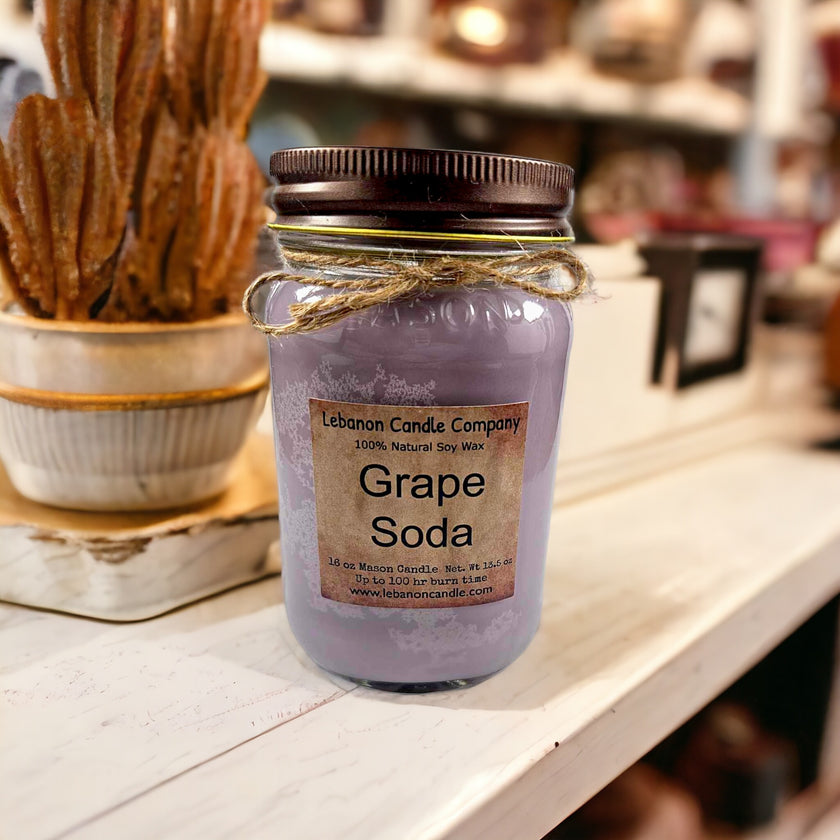 Lebanon Candle Company
100% Natural Soy Wax
Grape
Soda
16 oz Mason Candle Net. Wt 13.5 oz
Up to 100 hr burn time
www.lebanoncandle.com